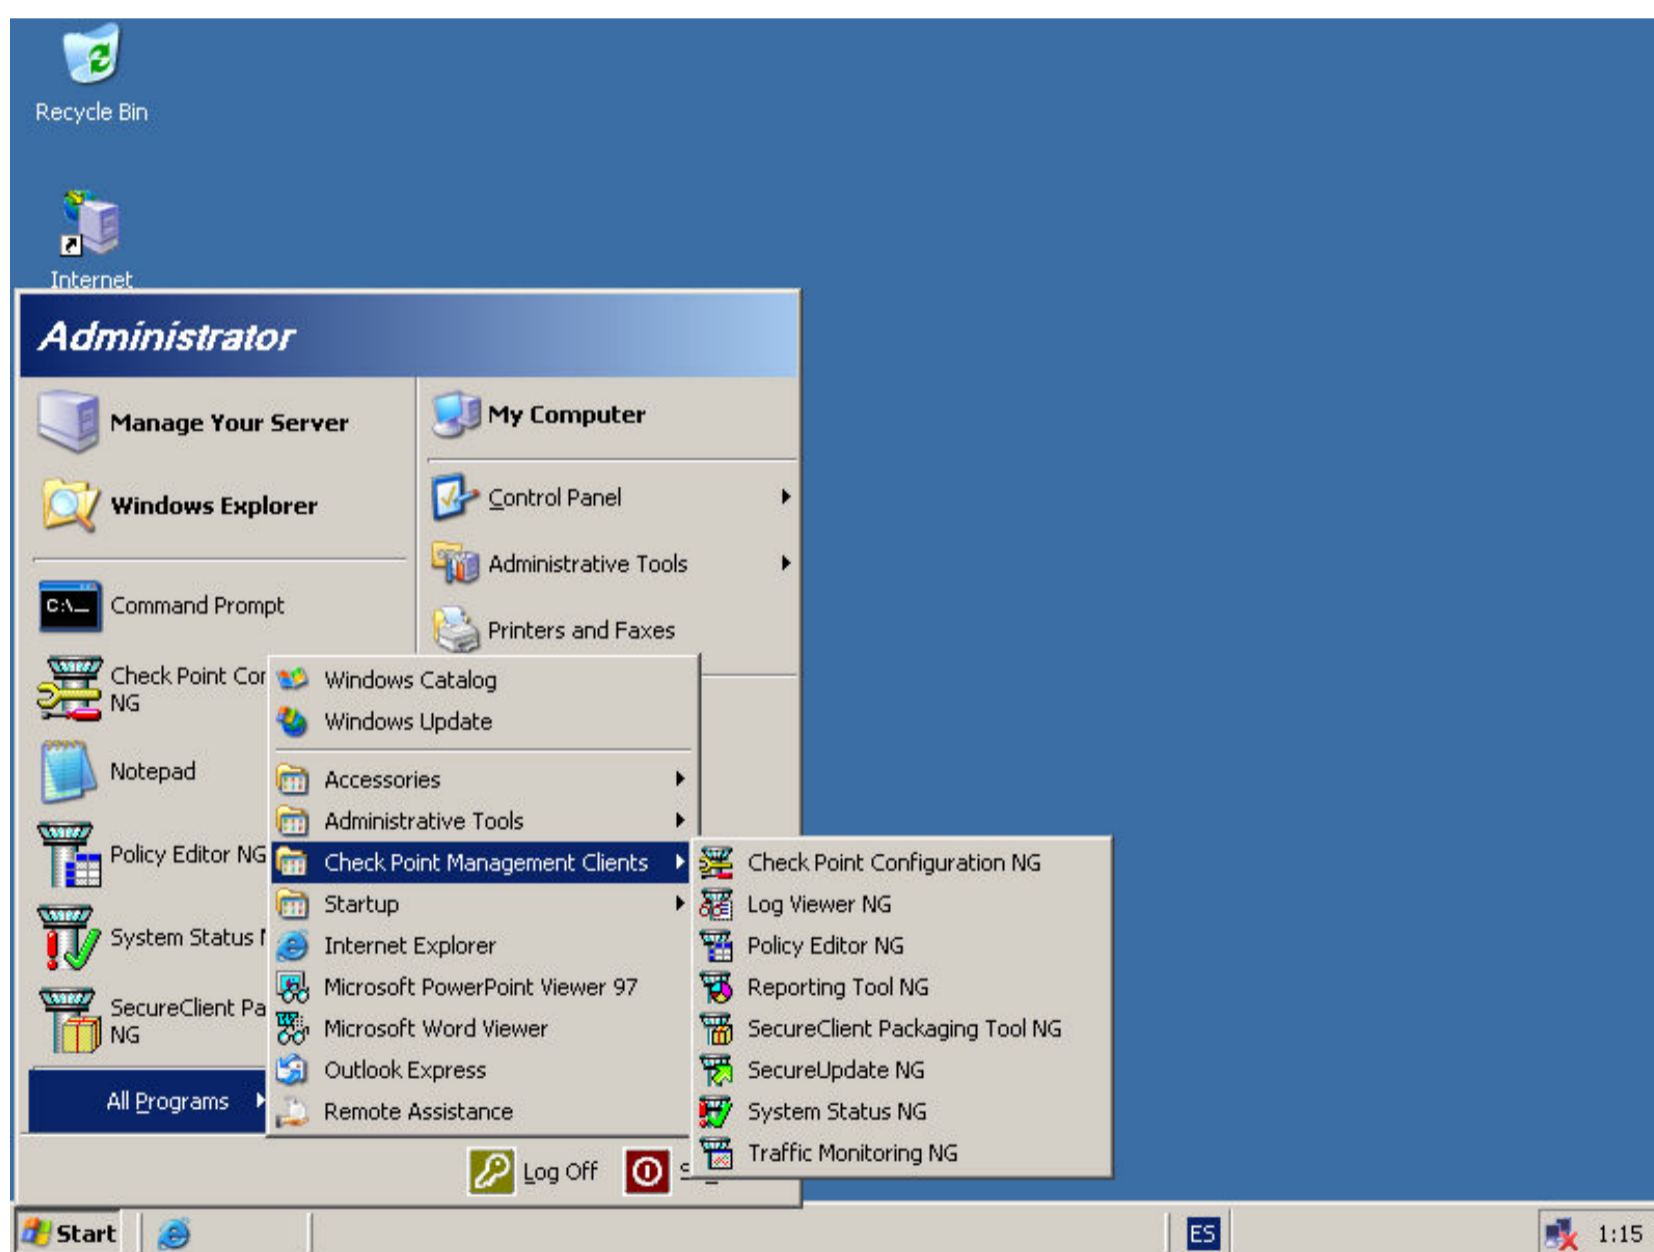 Recycle Bin
Internet
Administrator
Manage Your Server
Windows Explorer
Command Prompt
Check Point Cor
NG
Notepad
Policy Editor NG
System Status
SecureClient Pa
NG
All Programs
My Computer
Control Panel
Administrative Tools
Printers and Faxes
Windows Catalog
Windows Update
Accessories
Administrative Tools
Check Point Management Clients
Startup
Internet Explorer
Microsoft PowerPoint Viewer 97
Microsoft Word Viewer
Outlook Express
Remote Assistance
Check Point Configuration NG
Log Viewer NG
Policy Editor NG
Reporting Tool NG
SecureClient Packaging Tool NG
SecureUpdate NG
System Status NG
Traffic Monitoring NG
Log Off
Start
ES
1:15